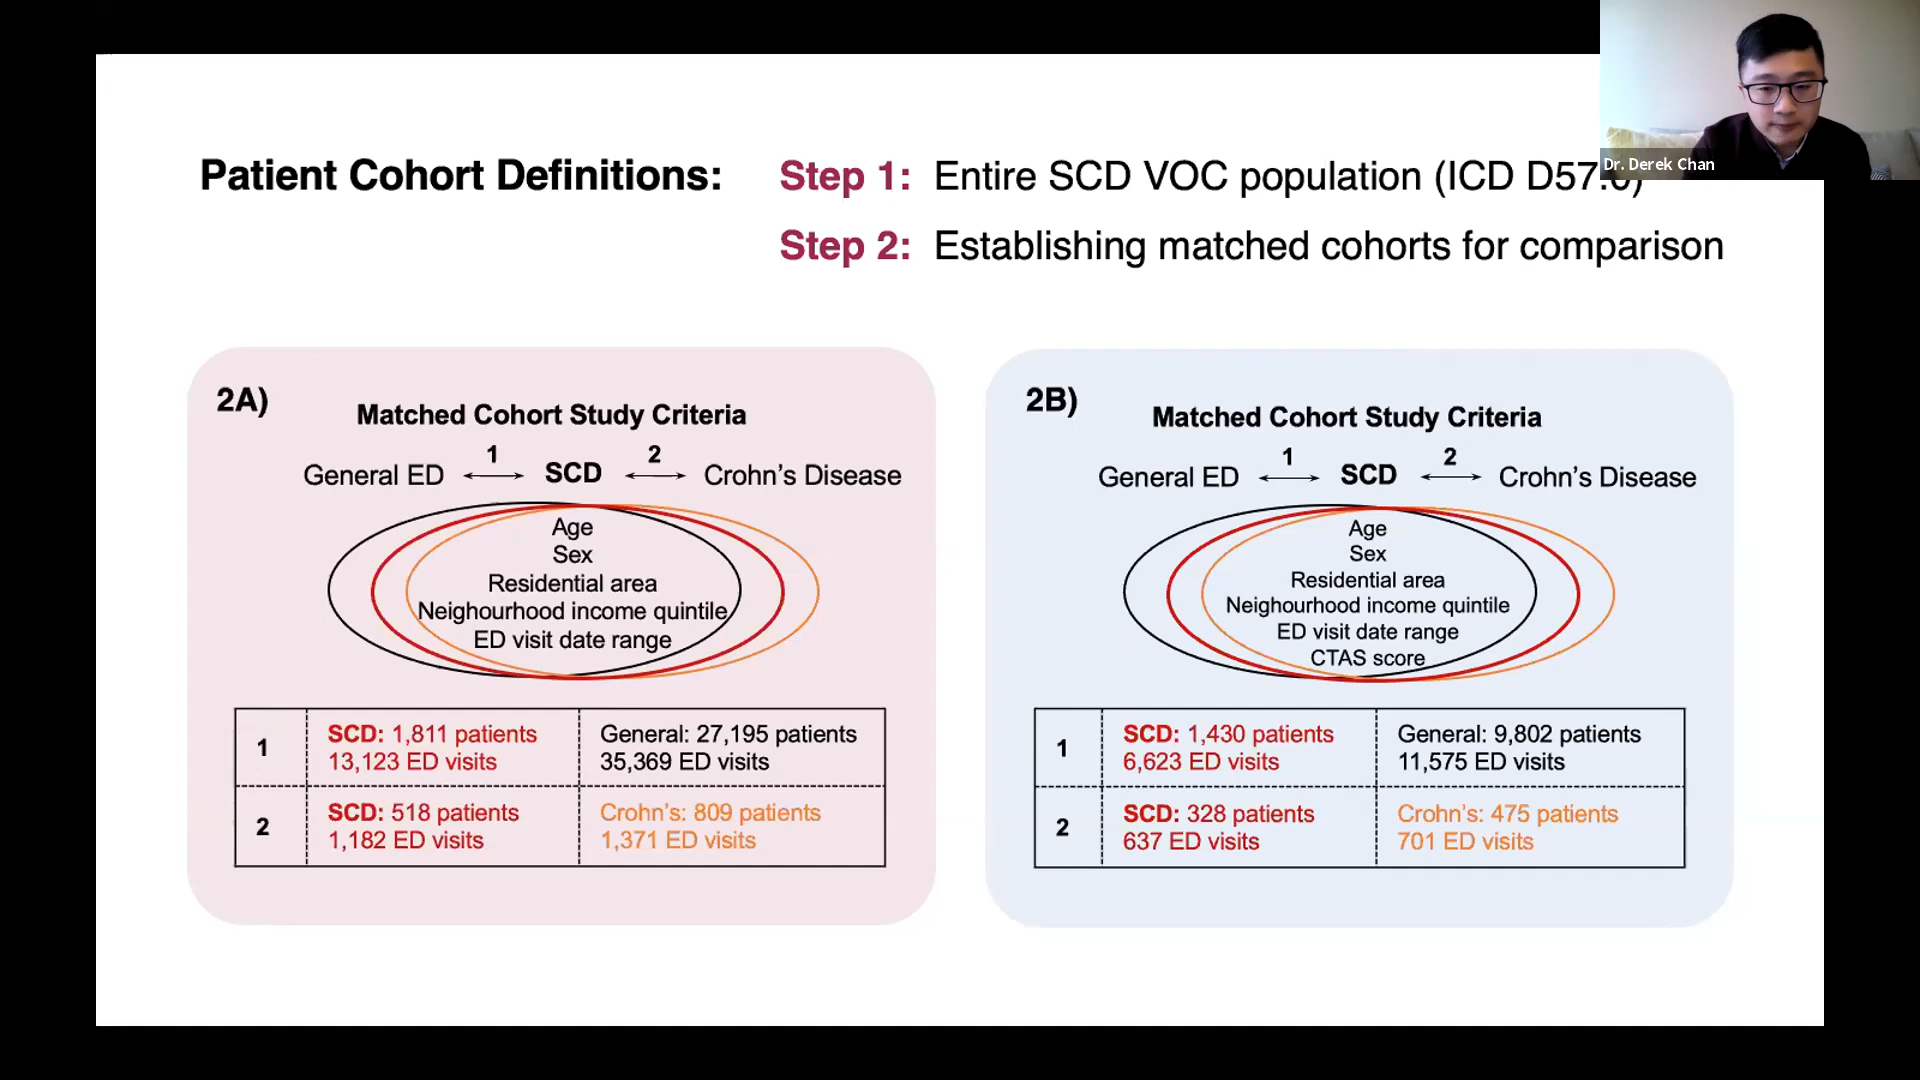 Dr. Derek Chan
Patient Cohort Definitions: Step 1: Entire SCD VOC population (ICD D57.0)
Step 2: Establishing matched cohorts for comparison
2A)
Matched Cohort Study Criteria
1 2
General ED SCD Crohn's Disease
Age
Sex
Residential area
Neighourhood income quintile
ED visit date range
1
SCD: 1,811 patients
13,123 ED visits
General: 27,195 patients
35,369 ED visits
2
SCD: 518 patients
1,182 ED visits
Crohn's: 809 patients
1,371 ED visits
2B)
Matched Cohort Study Criteria
1 2
General ED SCD Crohn's Disease
Age
Sex
Residential area
Neighourhood income quintile
ED visit date range
CTAS score
1
SCD: 1,430 patients
6,623 ED visits
General: 9,802 patients
11,575 ED visits
2
SCD: 328 patients
637 ED visits
Crohn's: 475 patients
701 ED visits